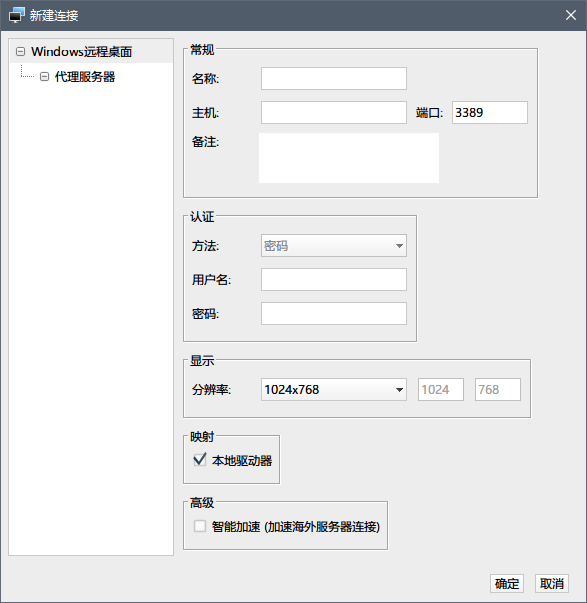 新建连接
Windows远程桌面
代理服务器
常规
名称:
主机:
端口: 3389
备注:
认证
方法: 密码
用户名:
密码:
显示
分辨率: 1024x768 1024 768
映射
本地驱动器
高级
智能加速 (加速海外服务器连接)
确定 取消